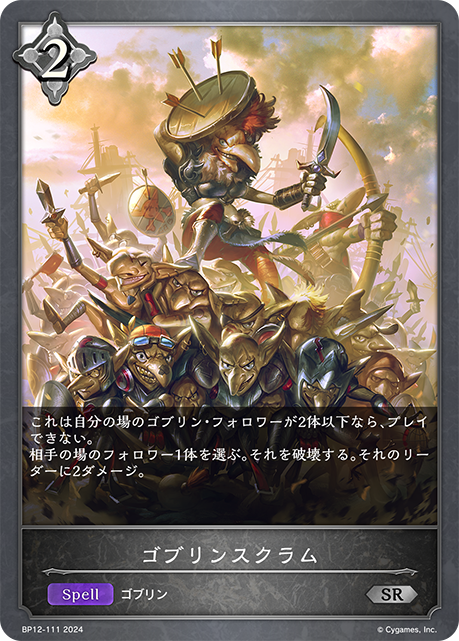 2
これは自分の場のゴブリン・フォロワーが2体以下なら、プレイ
できない。
相手の場のフォロワー1体を選ぶ。それを破壊する。それのリー
ダーに2ダメージ。
ゴブリンスクラム
Spell ゴブリン SR
BP12-111 2024 © Cygames, Inc.